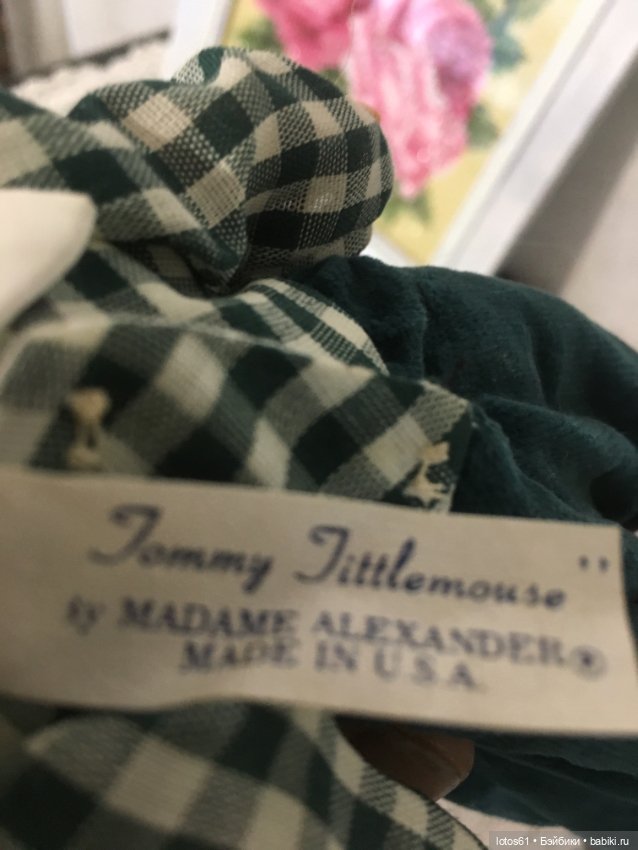 Tommy Tittlemouse"
by MADAME ALEXANDER®
MADE IN U.S.A.
lotos61 • Бэйбики • babiki.ru